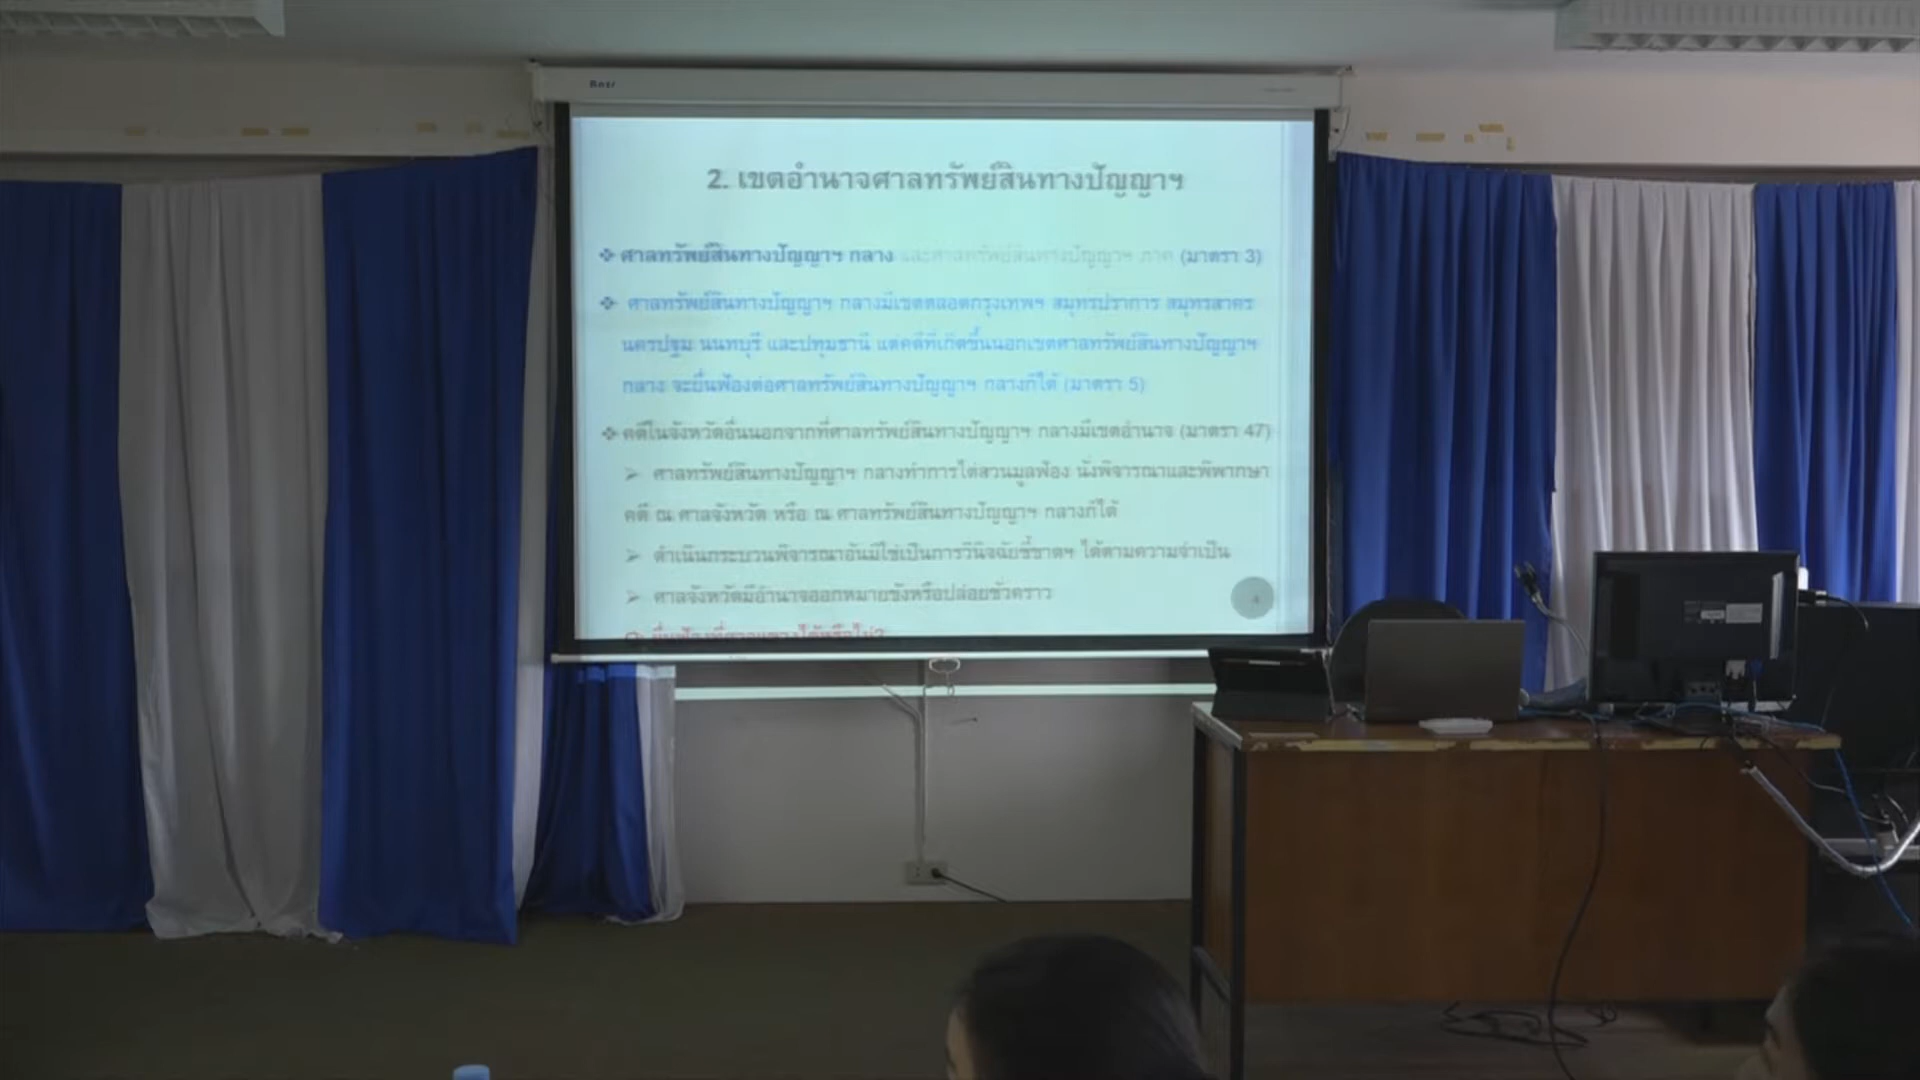 2. เขตอำนาจศาลทรัพย์สินทางปัญญาฯ
❖ ศาลทรัพย์สินทางปัญญาฯ กลาง และศาลทรัพย์สินทางปัญญาฯ ภาค (มาตรา 3)
❖ ศาลทรัพย์สินทางปัญญาฯ กลางมีเขตตลอดกรุงเทพฯ สมุทรปราการ สมุทรสาคร
นครปฐม นนทบุรี และปทุมธานี แต่คดีที่เกิดขึ้นนอกเขตศาลทรัพย์สินทางปัญญาฯ
กลาง จะยื่นฟ้องต่อศาลทรัพย์สินทางปัญญาฯ กลางก็ได้ (มาตรา 5)
❖ คดีในจังหวัดอื่นนอกจากที่ศาลทรัพย์สินทางปัญญาฯ กลางมีเขตอำนาจ (มาตรา 47)
➢ ศาลทรัพย์สินทางปัญญาฯ กลางทำการไต่สวนมูลฟ้อง นั่งพิจารณาและพิพากษา
คดี ณ ศาลจังหวัด หรือ ณ ศาลทรัพย์สินทางปัญญาฯ กลางก็ได้
➢ ดำเนินกระบวนพิจารณาอันมิใช่เป็นการวินิจฉัยชี้ขาดฯ ได้ตามความจำเป็น
➢ ศาลจังหวัดมีอำนาจออกหมายขังหรือปล่อยชั่วคราว
4